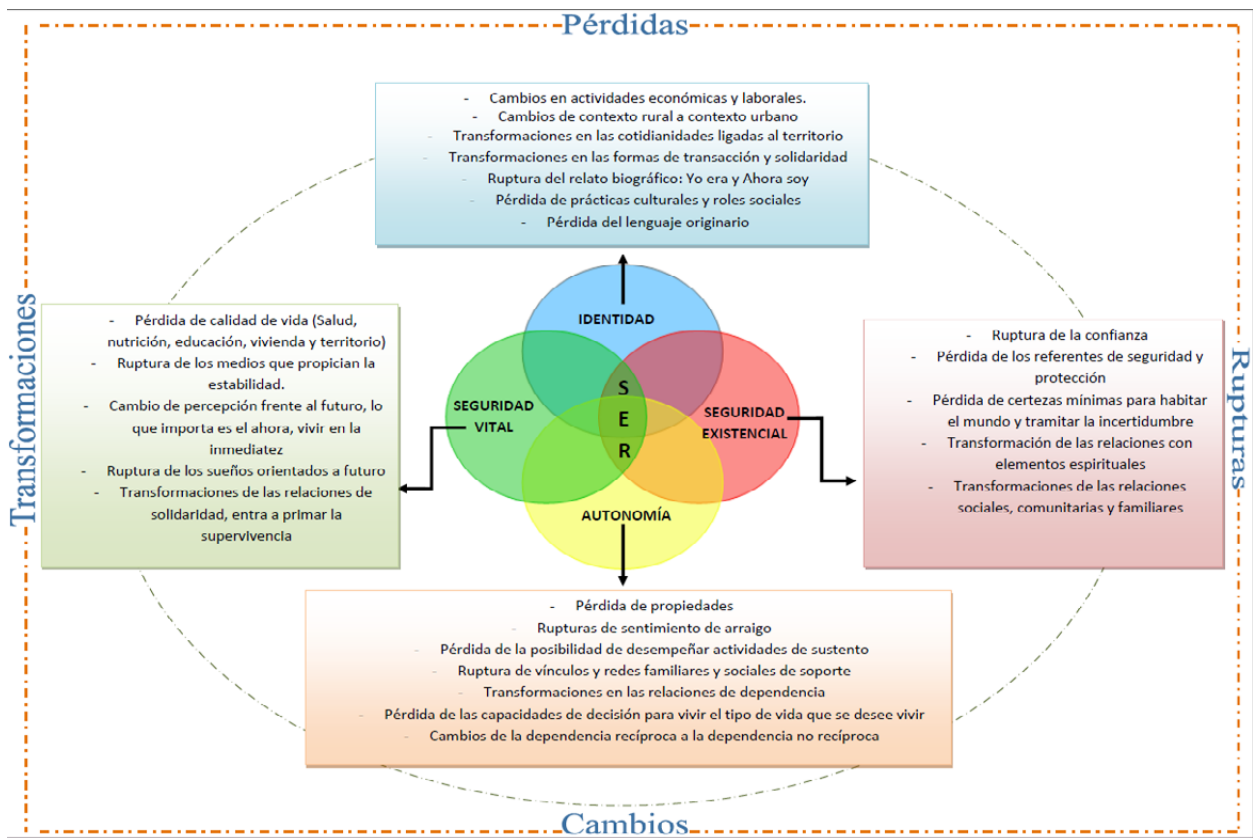 Pérdidas
- Cambios en actividades económicas y laborales.
- Cambios de contexto rural a contexto urbano
- Transformaciones en las cotidianidades ligadas al territorio
- Transformaciones en las formas de transacción y solidaridad
- Ruptura del relato biográfico: Yo era y Ahora soy
- Pérdida de prácticas culturales y roles sociales
- Pérdida del lenguaje originario
Transformaciones
- Pérdida de calidad de vida (Salud,
nutrición, educación, vivienda y territorio)
- Ruptura de los medios que propician la
estabilidad.
- Cambio de percepción frente al futuro, lo
que importa es el ahora, vivir en la
inmediatez
- Ruptura de los sueños orientados a futuro
- Transformaciones de las relaciones de
solidaridad, entra a primar la
supervivencia
IDENTIDAD
SEGURIDAD
VITAL
S
E
R
SEGURIDAD
EXISTENCIAL
AUTONOMÍA
- Ruptura de la confianza
- Pérdida de los referentes de seguridad y
protección
- Pérdida de certezas mínimas para habitar
el mundo y tramitar la incertidumbre
- Transformación de las relaciones con
elementos espirituales
- Transformaciones de las relaciones
sociales, comunitarias y familiares
Rupturas
- Pérdida de propiedades
- Rupturas de sentimiento de arraigo
- Pérdida de la posibilidad de desempeñar actividades de sustento
- Ruptura de vínculos y redes familiares y sociales de soporte
- Transformaciones en las relaciones de dependencia
- Pérdida de las capacidades de decisión para vivir el tipo de vida que se desee vivir
- Cambios de la dependencia recíproca a la dependencia no recíproca
Cambios